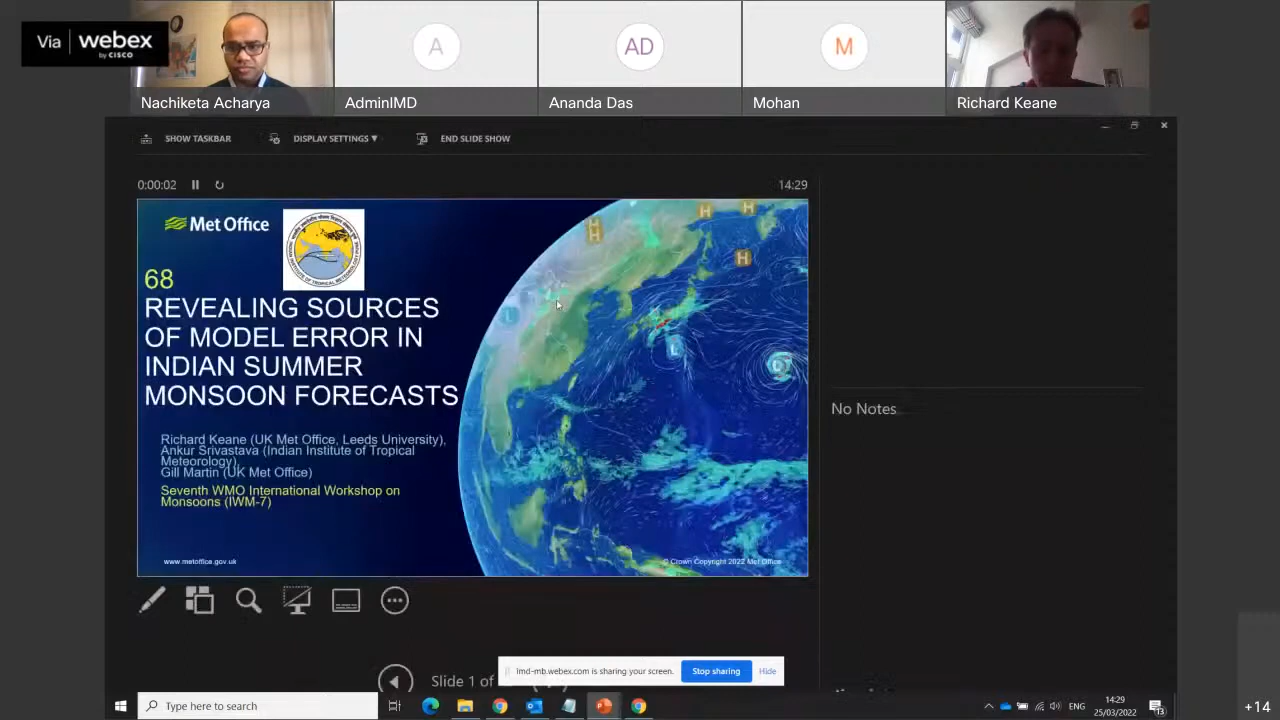 Via webex
by CISCO
Nachiketa Acharya
A
AdminIMD
AD
Ananda Das
M
Mohan
Richard Keane
SHOW TASKBAR
DISPLAY SETTINGS ▼
END SLIDE SHOW
0:00:02
14:29
Met Office
H
H
H
H
H
68
REVEALING SOURCES
OF MODEL ERROR IN
INDIAN SUMMER
MONSOON FORECASTS
L
L
Richard Keane (UK Met Office, Leeds University),
Ankur Srivastava (Indian Institute of Tropical
Meteorology),
Gill Martin (UK Met Office)
Seventh WMO International Workshop on
Monsoons (IWM-7)
www.metoffice.gov.uk
© Crown Copyright 2022 Met Office
No Notes
Slide 1 of
imd-mb.webex.com is sharing your screen.
Stop sharing
Hide
Type here to search
ENG
14:29
25/03/2022
+14